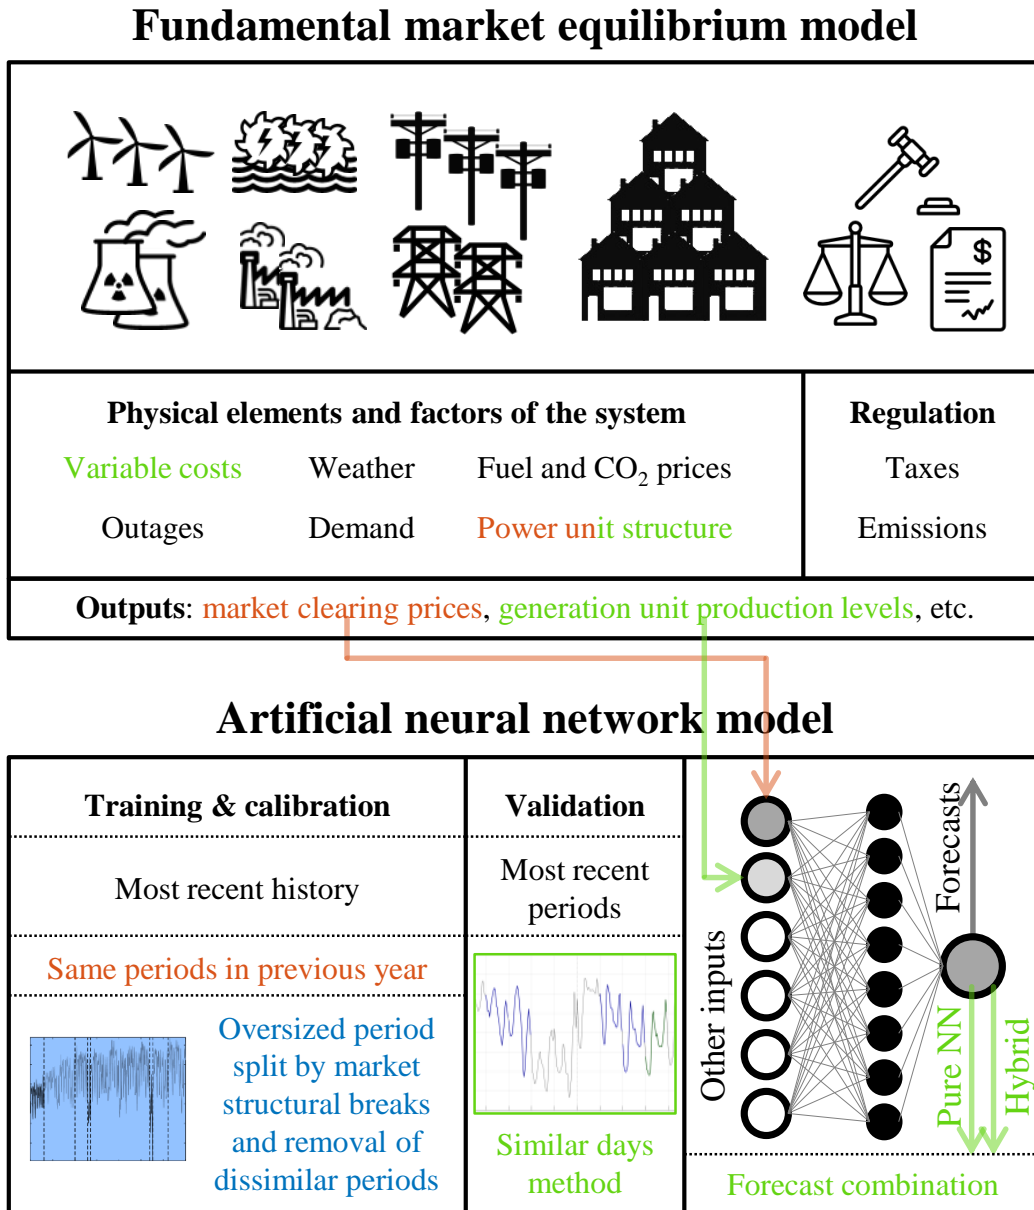 Fundamental market equilibrium model
$
Physical elements and factors of the system
Regulation
Variable costs
Weather
Fuel and CO₂ prices
Taxes
Outages
Demand
Power unit structure
Emissions
Outputs: market clearing prices, generation unit production levels, etc.
Artificial neural network model
Training & calibration
Validation
Most recent history
Most recent
periods
Same periods in previous year
Oversized period
split by market
structural breaks
and removal of
dissimilar periods
Similar days
method
Other inputs
Forecasts
Pure NN
Hybrid
Forecast combination